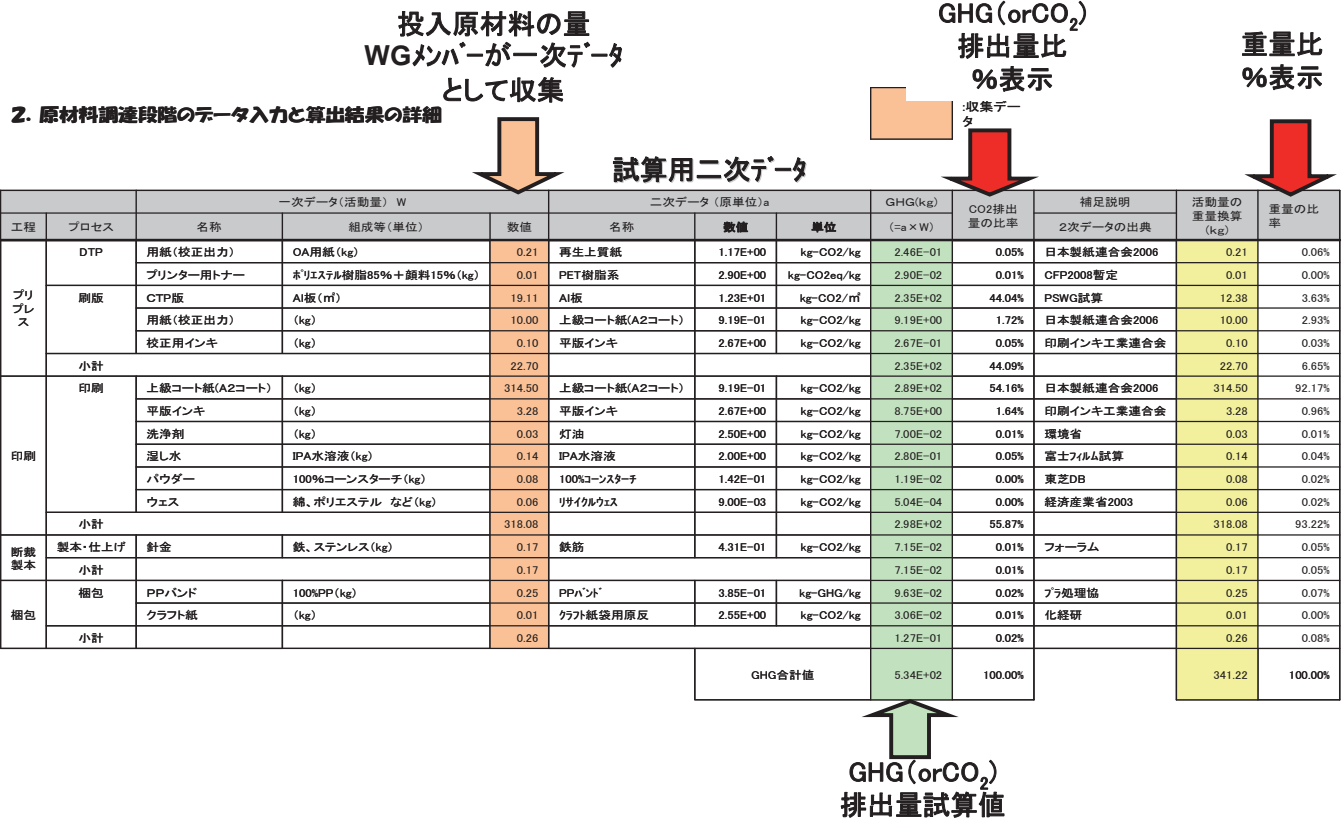 投入原材料の量
WGメンバーが一次データ
として収集
GHG(orCO2)
排出量比
%表示
重量比
%表示
2. 原材料調達段階のデータ入力と算出結果の詳細
:収集データ
試算用二次データ
一次データ(活動量) W 二次データ (原単位)a GHG(kg) CO2排出量の比率 補足説明 活動量の重量換算(kg) 重量の比率
工程 プロセス 名称 組成等(単位) 数値 名称 数値 単位 (=a×W) 2次データの出典
プリプレス DTP 用紙(校正出力) OA用紙(kg) 0.21 再生上質紙 1.17E+00 kg-CO2/kg 2.46E-01 0.05% 日本製紙連合会2006 0.21 0.06%
プリンター用トナー ポリエステル樹脂85%+顔料15%(kg) 0.01 PET樹脂系 2.90E+00 kg-CO2eq/kg 2.90E-02 0.01% CFP2008暫定 0.01 0.00%
刷版 CTP版 Al板(㎡) 19.11 Al板 1.23E+01 kg-CO2/㎡ 2.35E+02 44.04% PSWG試算 12.38 3.63%
用紙(校正出力) (kg) 10.00 上級コート紙(A2コート) 9.19E-01 kg-CO2/kg 9.19E+00 1.72% 日本製紙連合会2006 10.00 2.93%
校正用インキ (kg) 0.10 平版インキ 2.67E+00 kg-CO2/kg 2.67E-01 0.05% 印刷インキ工業連合会 0.10 0.03%
小計 22.70 2.35E+02 44.09% 22.70 6.65%
印刷 印刷 上級コート紙(A2コート) (kg) 314.50 上級コート紙(A2コート) 9.19E-01 kg-CO2/kg 2.89E+02 54.16% 日本製紙連合会2006 314.50 92.17%
平版インキ (kg) 3.28 平版インキ 2.67E+00 kg-CO2/kg 8.75E+00 1.64% 印刷インキ工業連合会 3.28 0.96%
洗浄剤 (kg) 0.03 灯油 2.50E+00 kg-CO2/kg 7.00E-02 0.01% 環境省 0.03 0.01%
湿し水 IPA水溶液(kg) 0.14 IPA水溶液 2.00E+00 kg-CO2/kg 2.80E-01 0.05% 富士フィルム試算 0.14 0.04%
パウダー 100%コーンスターチ(kg) 0.08 100%コーンスターチ 1.42E-01 kg-CO2/kg 1.19E-02 0.00% 東芝DB 0.08 0.02%
ウェス 綿、ポリエステル など(kg) 0.06 リサイクルウェス 9.00E-03 kg-CO2/kg 5.04E-04 0.00% 経済産業省2003 0.06 0.02%
小計 318.08 2.98E+02 55.87% 318.08 93.22%
断裁製本 製本・仕上げ 針金 鉄、ステンレス(kg) 0.17 鉄筋 4.31E-01 kg-CO2/kg 7.15E-02 0.01% フォーラム 0.17 0.05%
小計 0.17 7.15E-02 0.01% 0.17 0.05%
梱包 梱包 PPバンド 100%PP(kg) 0.25 PPバンド 3.85E-01 kg-GHG/kg 9.63E-02 0.02% プラ処理協 0.25 0.07%
クラフト紙 (kg) 0.01 クラフト紙袋用原反 2.55E+00 kg-CO2/kg 3.06E-02 0.01% 化経研 0.01 0.00%
小計 0.26 1.27E-01 0.02% 0.26 0.08%
GHG合計値 5.34E+02 100.00% 341.22 100.00%
GHG(orCO2)
排出量試算値